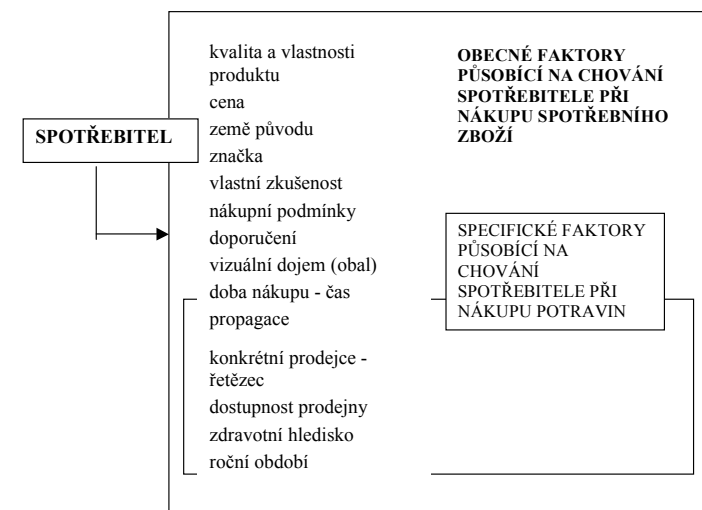 SPOTŘEBITEL
kvalita a vlastnosti
produktu
cena
země původu
značka
vlastní zkušenost
nákupní podmínky
doporučení
vizuální dojem (obal)
doba nákupu - čas
propagace
konkrétní prodejce -
řetězec
dostupnost prodejny
zdravotní hledisko
roční období
OBECNÉ FAKTORY
PŮSOBÍCÍ NA CHOVÁNÍ
SPOTŘEBITELE PŘI
NÁKUPU SPOTŘEBNÍHO
ZBOŽÍ
SPECIFICKÉ FAKTORY
PŮSOBÍCÍ NA
CHOVÁNÍ
SPOTŘEBITELE PŘI
NÁKUPU POTRAVIN